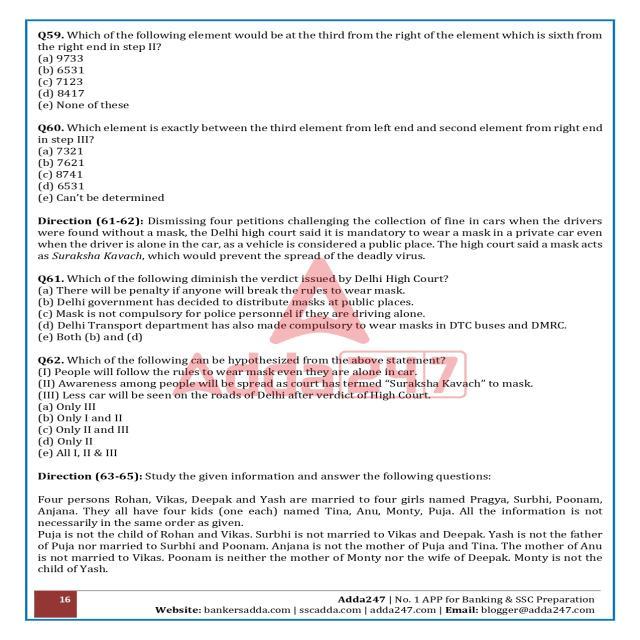 Q59. Which of the following element would be at the third from the right of the element which is sixth from
the right end in step II?
(a) 9733
(b) 6531
(c) 7123
(d) 8417
(e) None of these
Q60. Which element is exactly between the third element from left end and second element from right end
in step III?
(a) 7321
(b) 7621
(c) 8741
(d) 6531
(e) Can't be determined
Direction (61-62): Dismissing four petitions challenging the collection of fine in cars when the drivers
were found without a mask, the Delhi high court said it is mandatory to wear a mask in a private car even
when the driver is alone in the car, as a vehicle is considered a public place. The high court said a mask acts
as Suraksha Kavach, which would prevent the spread of the deadly virus.
Q61. Which of the following diminish the verdict issued by Delhi High Court?
(a) There will be penalty if anyone will break the rules to wear mask.
(b) Delhi government has decided to distribute masks at public places.
(c) Mask is not compulsory for police personnel if they are driving alone.
(d) Delhi Transport department has also made compulsory to wear masks in DTC buses and DMRC.
(e) Both (b) and (d)
Q62. Which of the following can be hypothesized from the above statement?
(I) People will follow the rules to wear mask even they are alone in car.
(II) Awareness among people will be spread as Court has termed "Suraksha Kavach" to mask.
(III) Less car will be seen on the roads of Delhi after verdict of High Court.
(a) Only III
(b) Only I and II
(c) Only II and III
(d) Only II
(e) All I, II & III
Adda247
Direction (63-65): Study the given information and answer the following questions:
Four persons Rohan, Vikas, Deepak and Yash are married to four girls named Pragya, Surbhi, Poonam,
Anjana. They all have four kids (one each) named Tina, Anu, Monty, Puja. All the information is not
necessarily in the same order as given.
Puja is not the child of Rohan and Vikas. Surbhi is not married to Vikas and Deepak. Yash is not the father
of Puja nor married to Surbhi and Poonam. Anjana is not the mother of Puja and Tina. The mother of Anu
is not married to Vikas. Poonam is neither the mother of Monty nor the wife of Deepak. Monty is not the
child of Yash.
16
Adda247 | No. 1 APP for Banking & SSC Preparation
Website: bankersadda.com | sscadda.com | adda247.com | Email: blogger@adda247.com